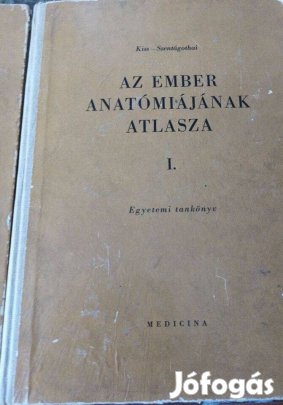 Kiss – Szentágothai
AZ EMBER
ANATÓMIÁJÁNAK
ATLASZA
I.
Egyetemi tankönyv
MEDICINA
Jófogás